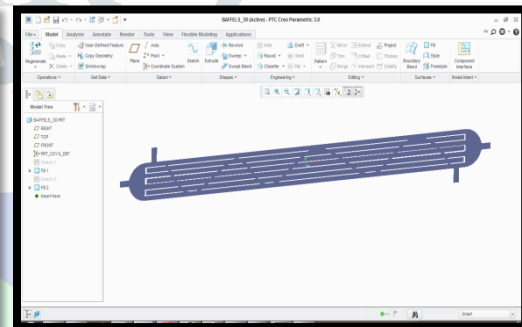 BAFFELS_30 (Active) - PTC Creo Parametric 3.0
File Model Analysis Annotate Render Tools View Flexible Modeling Applications
Regenerate
Copy
Paste
Delete
User-Defined Feature
Copy Geometry
Shrinkwrap
Plane
Axis
Point
Coordinate System
Sketch
Extrude
Revolve
Sweep
Swept Blend
Hole
Round
Chamfer
Draft
Shell
Rib
Pattern
Mirror
Trim
Merge
Extend
Offset
Intersect
Project
Thicken
Solidify
Boundary Blend
Fill
Style
Freestyle
Component Interface
Operations Get Data Datum Shapes Engineering Editing Surfaces Model Intent
Model Tree
BAFFELS_30.PRT
RIGHT
TOP
FRONT
PRT_CSYS_DEF
Sketch 1
Fill 1
Sketch 2
Fill 2
Insert Here
Smart